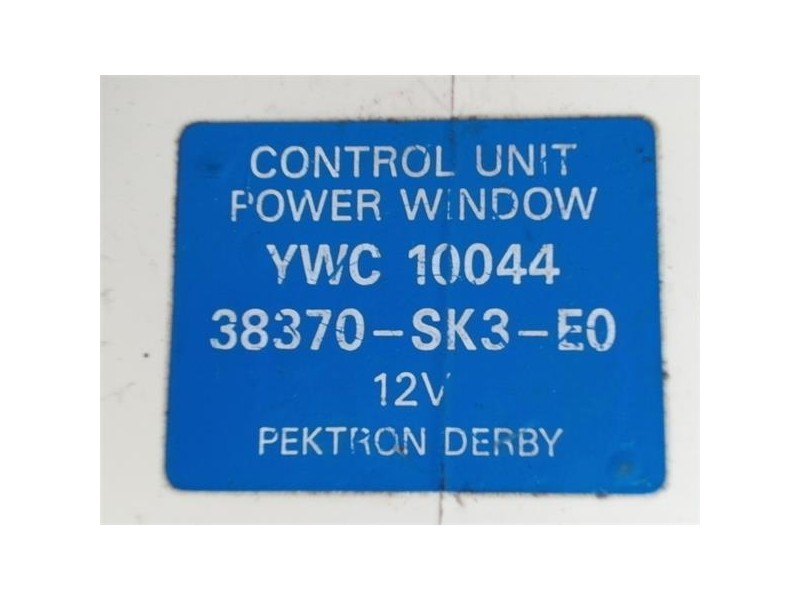 CONTROL UNIT
POWER WINDOW
YWC 10044
38370-SK3-E0
12V
PEKTRON DERBY